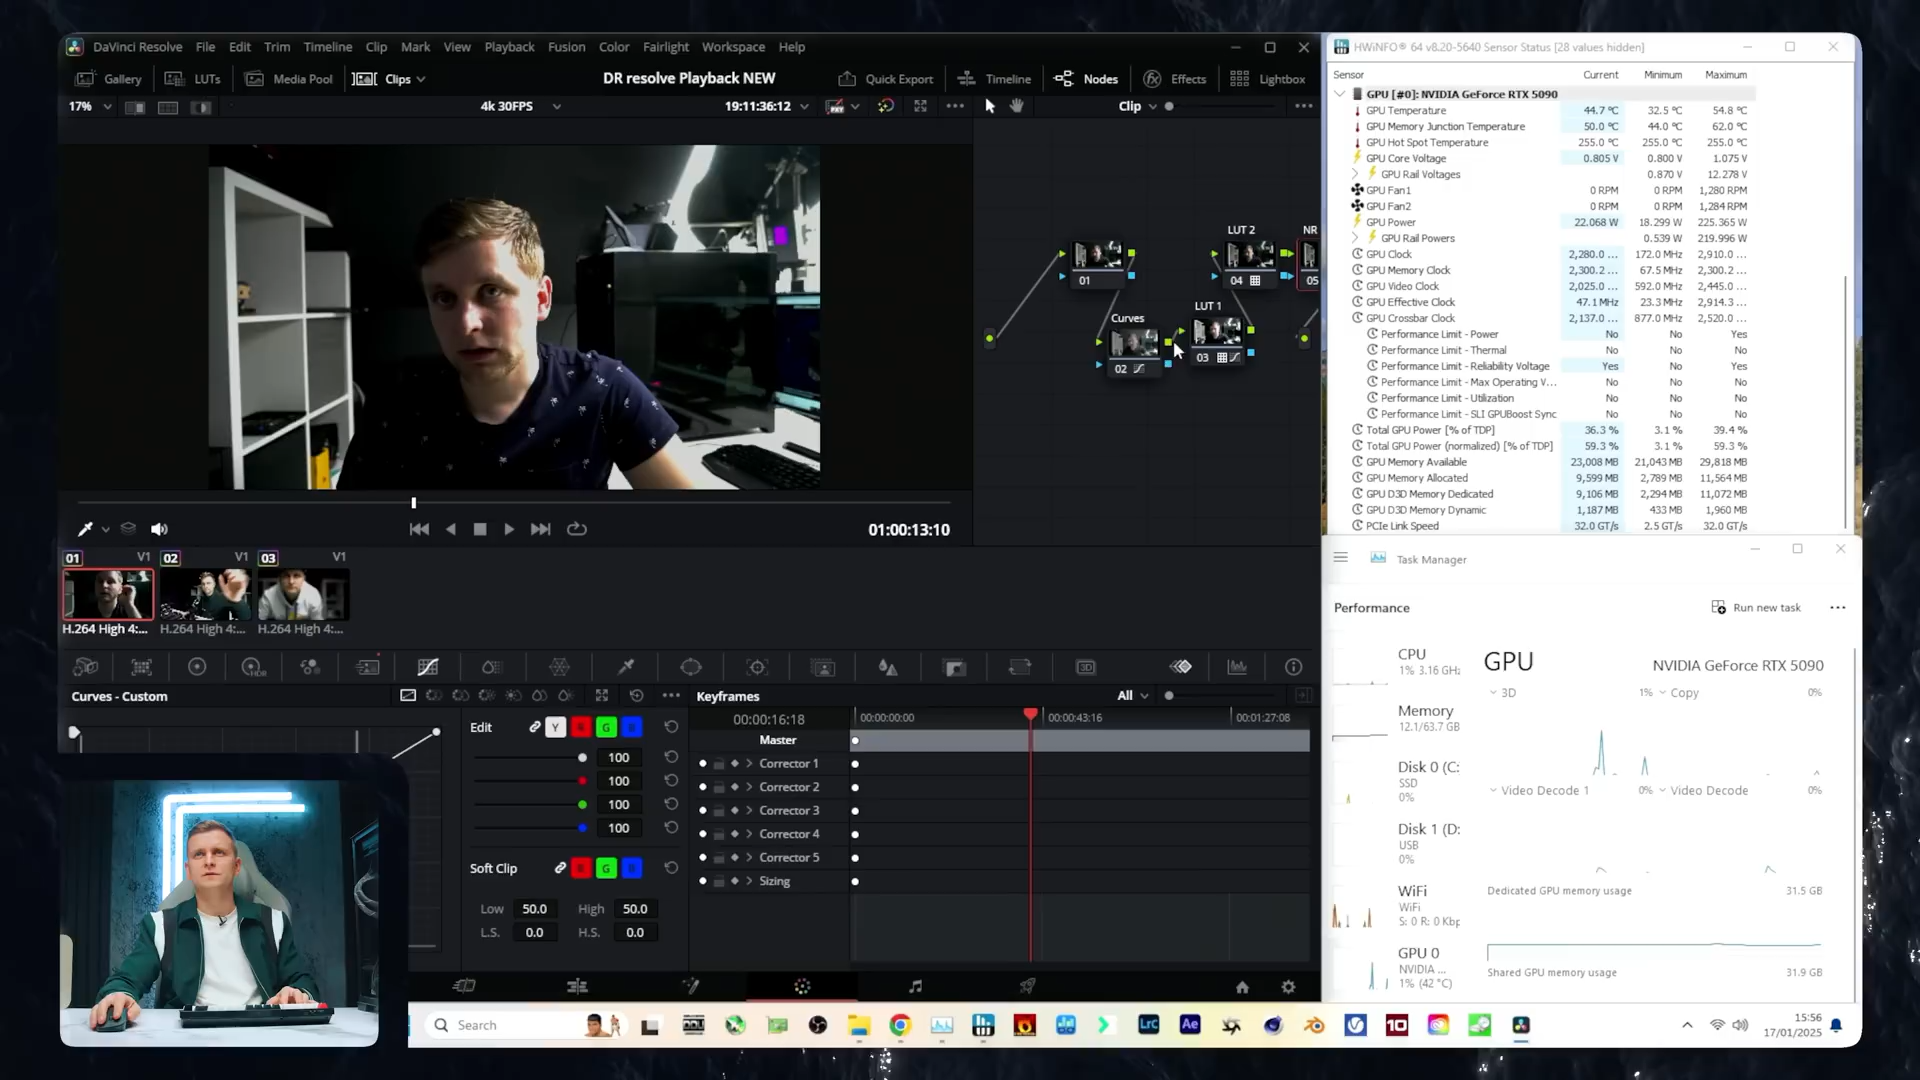 DaVinci Resolve File Edit Trim Timeline Clip Mark View Playback Fusion Color Fairlight Workspace Help
Gallery LUTs Media Pool Clips DR resolve Playback NEW Quick Export Timeline Nodes Effects Lightbox
17% 4k 30FPS 19:11:36:12 Clip
LUT 2 NR
01 04 05
Curves LUT 1
02 03
01:00:13:10
01 V1 02 V1 03 V1
H.264 High 4:... H.264 High 4:... H.264 High 4:...
Curves - Custom
Edit Y R G
100
100
100
100
Soft Clip R G
Low 50.0 High 50.0
L.S. 0.0 H.S. 0.0
Keyframes All
00:00:16:18 00:00:00:00 00:00:43:16 00:01:27:08
Master
Corrector 1
Corrector 2
Corrector 3
Corrector 4
Corrector 5
Sizing
HWiNFO® 64 v8.20-5640 Sensor Status [28 values hidden]
Sensor Current Minimum Maximum
GPU [#0]: NVIDIA GeForce RTX 5090
GPU Temperature 44.7 °C 32.5 °C 54.8 °C
GPU Memory Junction Temperature 50.0 °C 44.0 °C 62.0 °C
GPU Hot Spot Temperature 255.0 °C 255.0 °C 255.0 °C
GPU Core Voltage 0.805 V 0.800 V 1.075 V
GPU Rail Voltages 0.870 V 12.278 V
GPU Fan1 0 RPM 0 RPM 1,280 RPM
GPU Fan2 0 RPM 0 RPM 1,284 RPM
GPU Power 22.068 W 18.299 W 225.365 W
GPU Rail Powers 0.539 W 219.996 W
GPU Clock 2,280.0 ... 172.0 MHz 2,910.0 ...
GPU Memory Clock 2,300.2 ... 67.5 MHz 2,300.2 ...
GPU Video Clock 2,025.0 ... 592.0 MHz 2,445.0 ...
GPU Effective Clock 47.1 MHz 23.3 MHz 2,914.3 ...
GPU Crossbar Clock 2,137.0 ... 877.0 MHz 2,520.0 ...
Performance Limit - Power No Yes
Performance Limit - Thermal No No
Performance Limit - Reliability Voltage Yes Yes
Performance Limit - Max Operating V... No No
Performance Limit - Utilization No No
Performance Limit - SLI GPUBoost Sync No No
Total GPU Power [% of TDP] 36.3 % 3.1 % 39.4 %
Total GPU Power (normalized) [% of TDP] 59.3 % 3.1 % 59.3 %
GPU Memory Available 23,008 MB 21,043 MB 29,818 MB
GPU Memory Allocated 9,599 MB 2,789 MB 11,564 MB
GPU D3D Memory Dedicated 9,106 MB 2,294 MB 11,072 MB
GPU D3D Memory Dynamic 1,187 MB 433 MB 1,960 MB
PCIe Link Speed 32.0 GT/s 2.5 GT/s 32.0 GT/s
Task Manager
Performance Run new task
CPU
1% 3.16 GHz
Memory
12.1/63.7 GB
Disk 0 (C:
SSD
0%
Disk 1 (D:
USB
0%
WiFi
WiFi
S: 0 R: 0 Kbp
GPU 0
NVIDIA ...
1% (42 °C)
GPU NVIDIA GeForce RTX 5090
3D 1% Copy 0%
Video Decode 1 0% Video Decode 0%
Dedicated GPU memory usage 31.5 GB
Shared GPU memory usage 31.9 GB
Search DDU Lrc Ae 10
15:56
17/01/2025